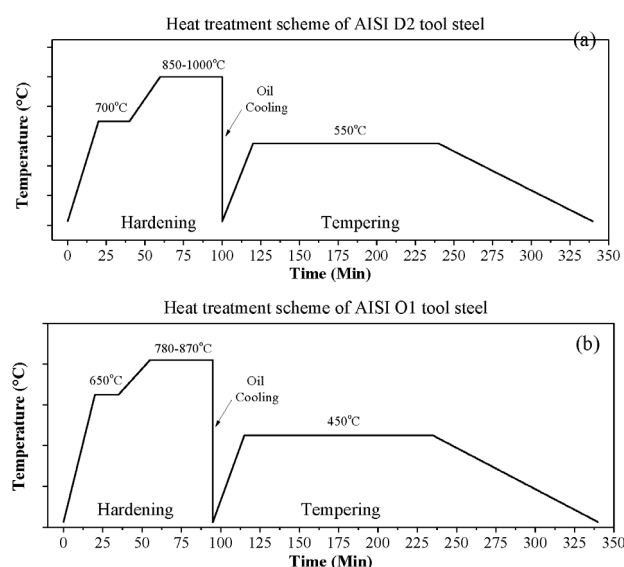 Heat treatment scheme of AISI D2 tool steel
(a)
850-1000°C
700°C
Oil
Cooling
550°C
Temperature (°C)
Hardening
Tempering
0 25 50 75 100 125 150 175 200 225 250 275 300 325 350
Time (Min)
Heat treatment scheme of AISI O1 tool steel
(b)
780-870°C
650°C
Oil
Cooling
450°C
Temperature (°C)
Hardening
Tempering
0 25 50 75 100 125 150 175 200 225 250 275 300 325 350
Time (Min)